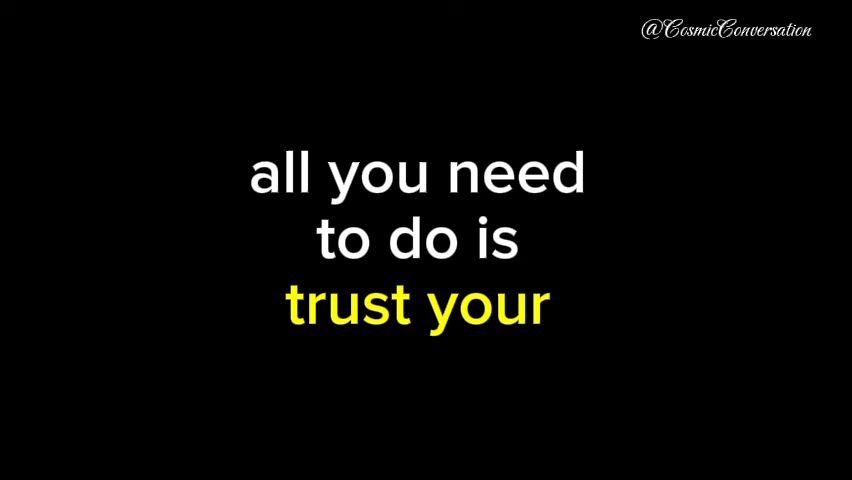 @CosmicConversation
all you need
to do is
trust your